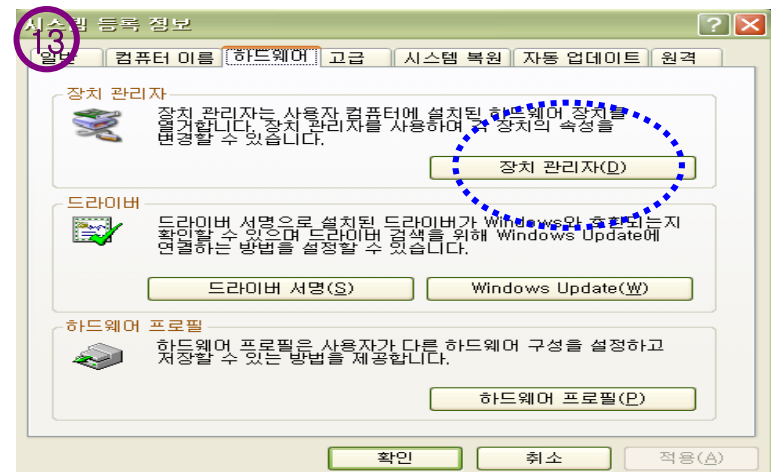 시스템 등록 정보
13
일반 컴퓨터 이름 하드웨어 고급 시스템 복원 자동 업데이트 원격
장치 관리자
장치 관리자는 사용자 컴퓨터에 설치된 하드웨어 장치를
열거합니다. 장치 관리자를 사용하여 각 장치의 속성을
변경할 수 있습니다.
장치 관리자(D)
드라이버
드라이버 서명으로 설치된 드라이버가 Windows와 호환되는지
확인할 수 있으며 드라이버 검색을 위해 Windows Update에
연결하는 방법을 설정할 수 있습니다.
드라이버 서명(S) Windows Update(W)
하드웨어 프로필
하드웨어 프로필은 사용자가 다른 하드웨어 구성을 설정하고
저장할 수 있는 방법을 제공합니다.
하드웨어 프로필(P)
확인 취소 적용(A)